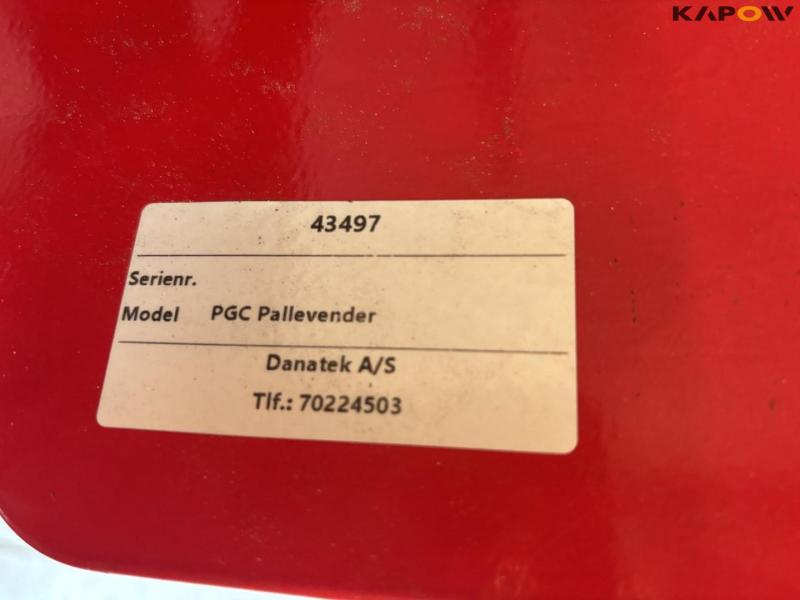 KAPOW
43497
Serienr.
Model PGC Pallevender
Danatek A/S
Tlf.: 70224503